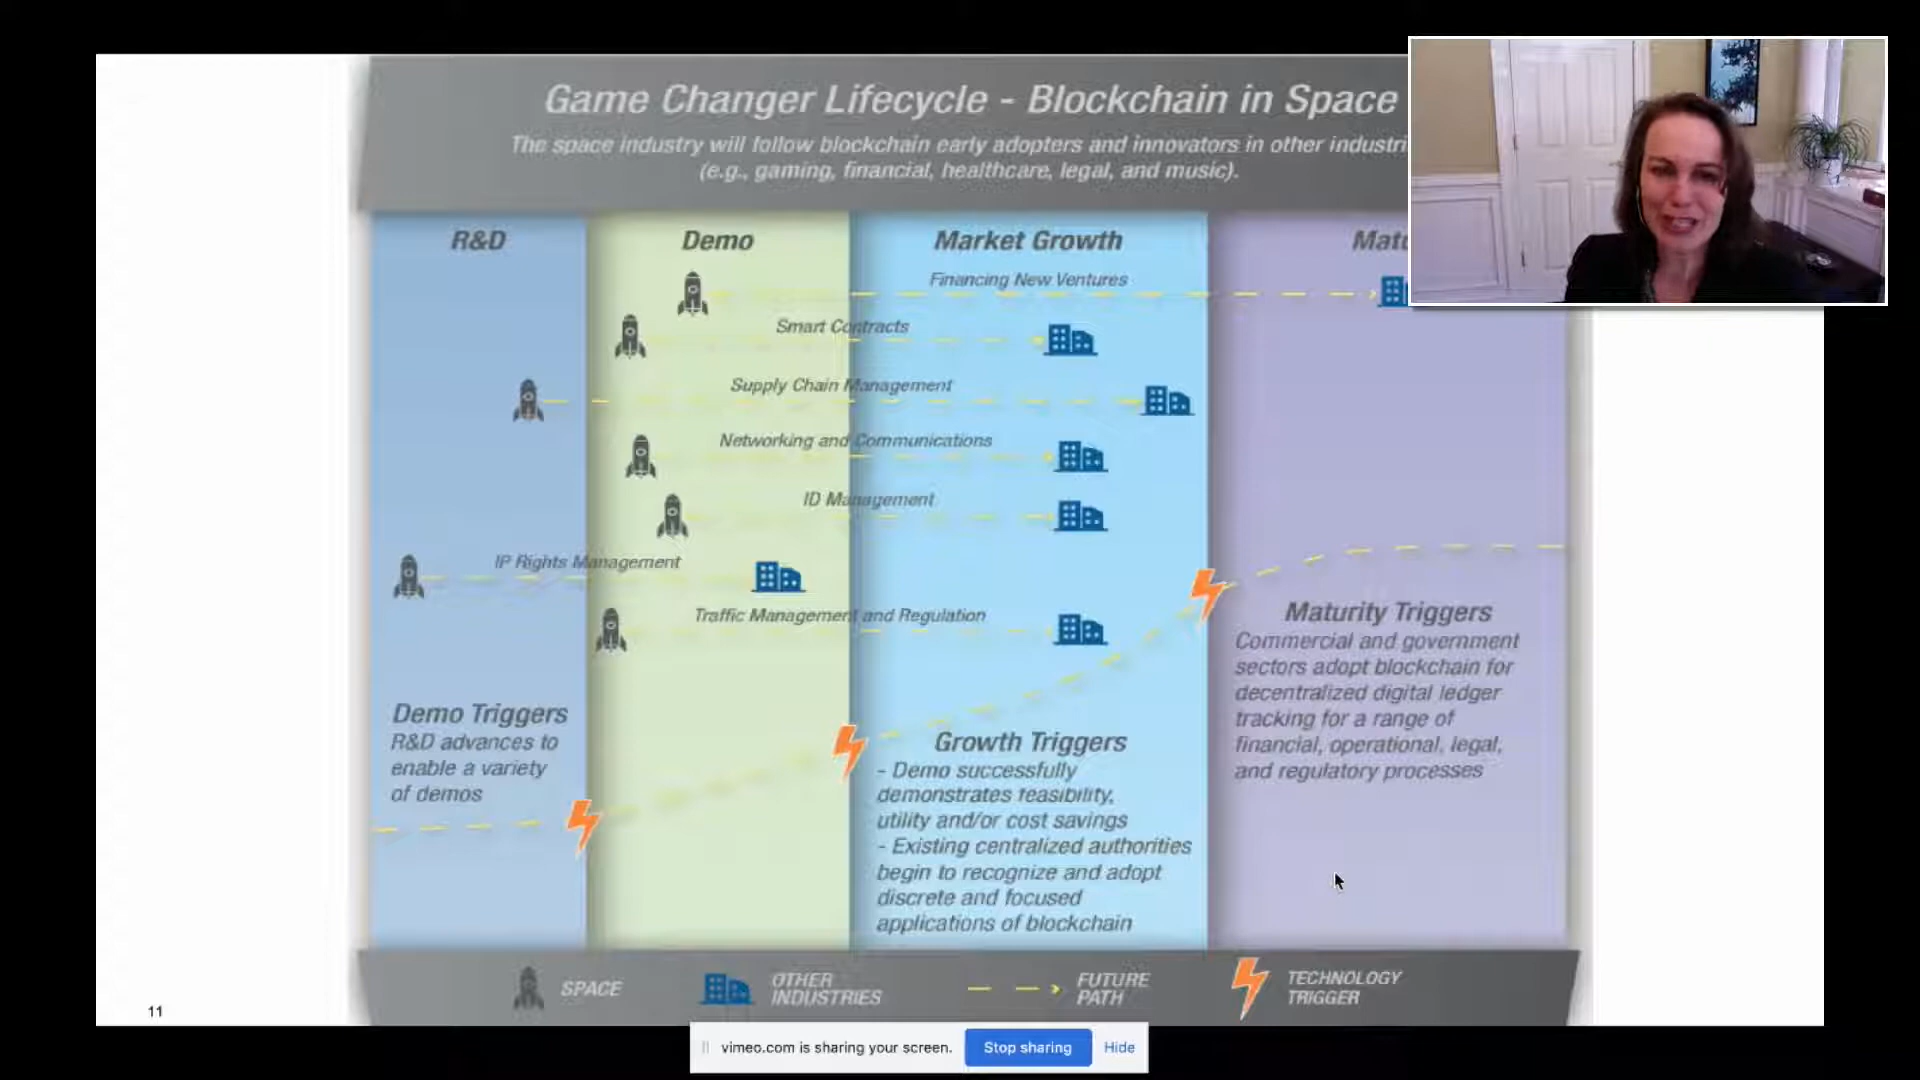 Game Changer Lifecycle - Blockchain in Space
The space industry will follow blockchain early adopters and innovators in other
(e.g., gaming, financial, healthcare, legal, and music).
R&D
Demo
Market Growth
Financing New Ventures
Smart Contracts
Supply Chain Management
Networking and Communications
ID Management
IP Rights Management
Traffic Management and Regulation
Demo Triggers
R&D advances to
enable a variety
of demos
Growth Triggers
- Demo successfully
demonstrates feasibility,
utility and/or cost savings
- Existing centralized authorities
begin to recognize and adopt
discrete and focused
applications of blockchain
Maturity Triggers
Commercial and government
sectors adopt blockchain for
decentralized digital ledger
tracking for a range of
financial, operational, legal,
and regulatory processes
SPACE
OTHER
INDUSTRIES
FUTURE
PATH
TECHNOLOGY
TRIGGER
11
vimeo.com is sharing your screen.
Stop sharing
Hide